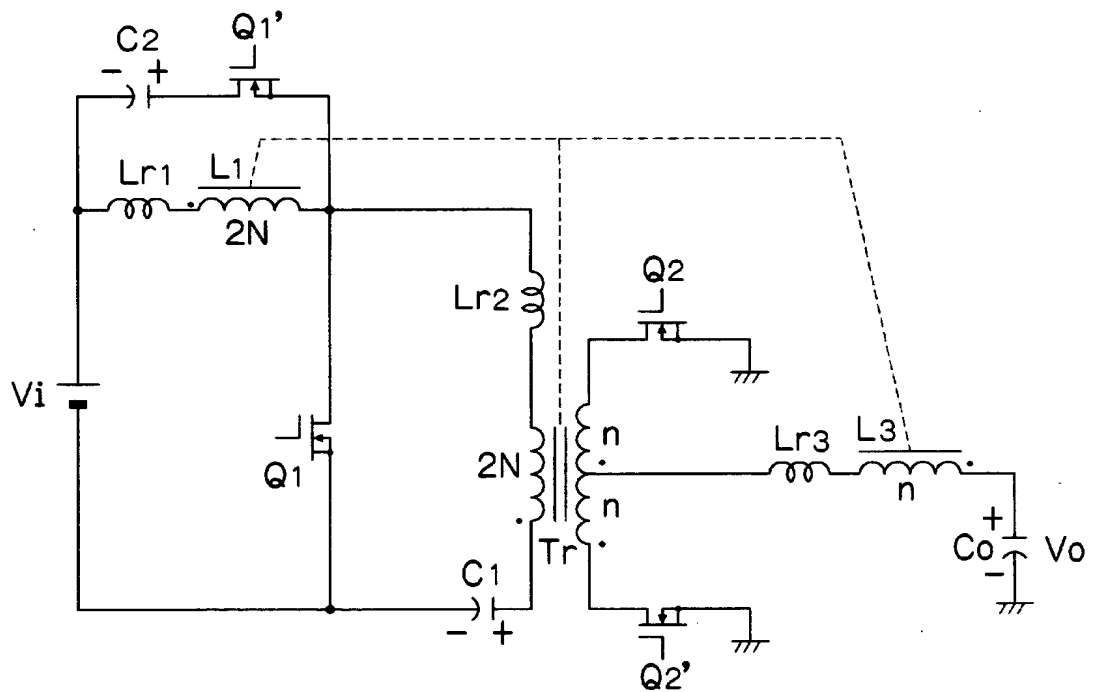 Q1'
C2
- +
Lr1
L1
2N
Lr2
Q2
Vi
Q1
2N
n
n
Tr
Lr3
L3
n
+
Co
-
Vo
C1
- +
Q2'